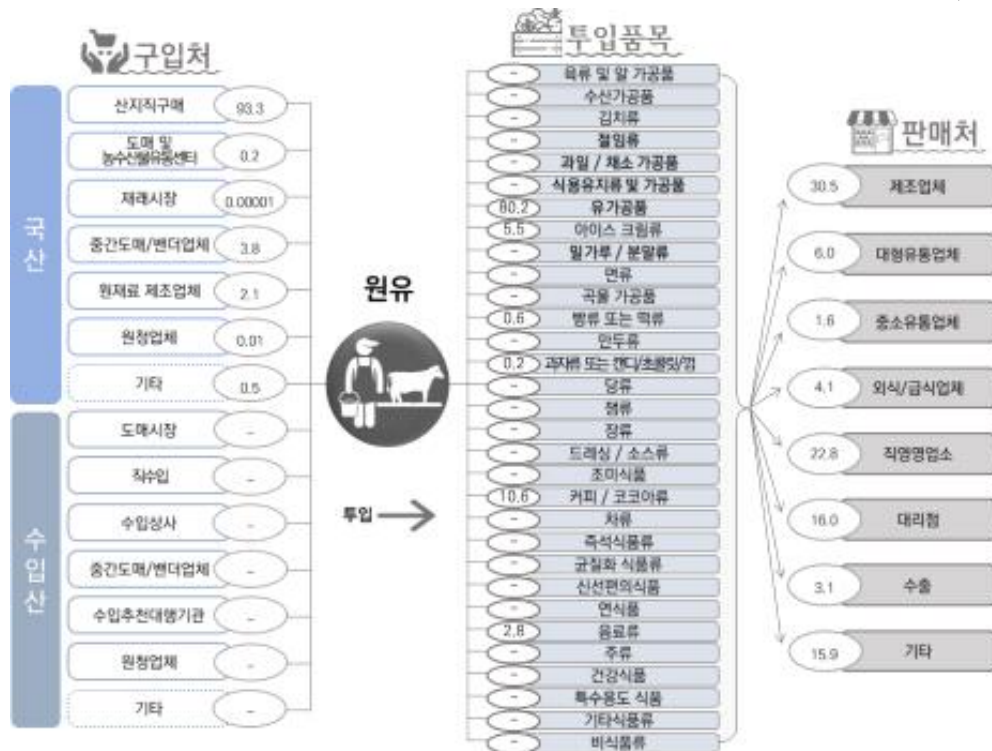 구입처
국산
산지직구매 93.3
도매 및
농수산물유통센터 0.2
재래시장 0.00001
중간도매/밴더업체 3.8
원재료 제조업체 2.1
원청업체 0.01
기타 0.5
수입산
도매시장 -
직수입 -
수입상사 -
중간도매/밴더업체 -
수입추천대행기관 -
원청업체 -
기타 -
원유
투입
투입품목
- 육류 및 알 가공품
- 수산가공품
- 김치류
- 절임류
- 과일 / 채소 가공품
- 식용유지류 및 가공품
80.2 유가공품
5.5 아이스 크림류
- 밀가루 / 분말류
- 면류
- 곡물 가공품
0.6 빵류 또는 떡류
- 만두류
0.2 과자류 또는 캔디/초콜릿/껌
- 당류
- 잼류
- 장류
- 드레싱 / 소스류
- 조미식품
10.6 커피 / 코코아류
- 차류
- 즉석식품류
- 균질화 식품류
- 신선편의식품
- 연식품
2.8 음료류
- 주류
- 건강식품
- 특수용도 식품
- 기타식품류
- 비식품류
판매처
30.5 제조업체
6.0 대형유통업체
1.6 중소유통업체
4.1 외식/급식업체
22.8 직영영업소
16.0 대리점
3.1 수출
15.9 기타